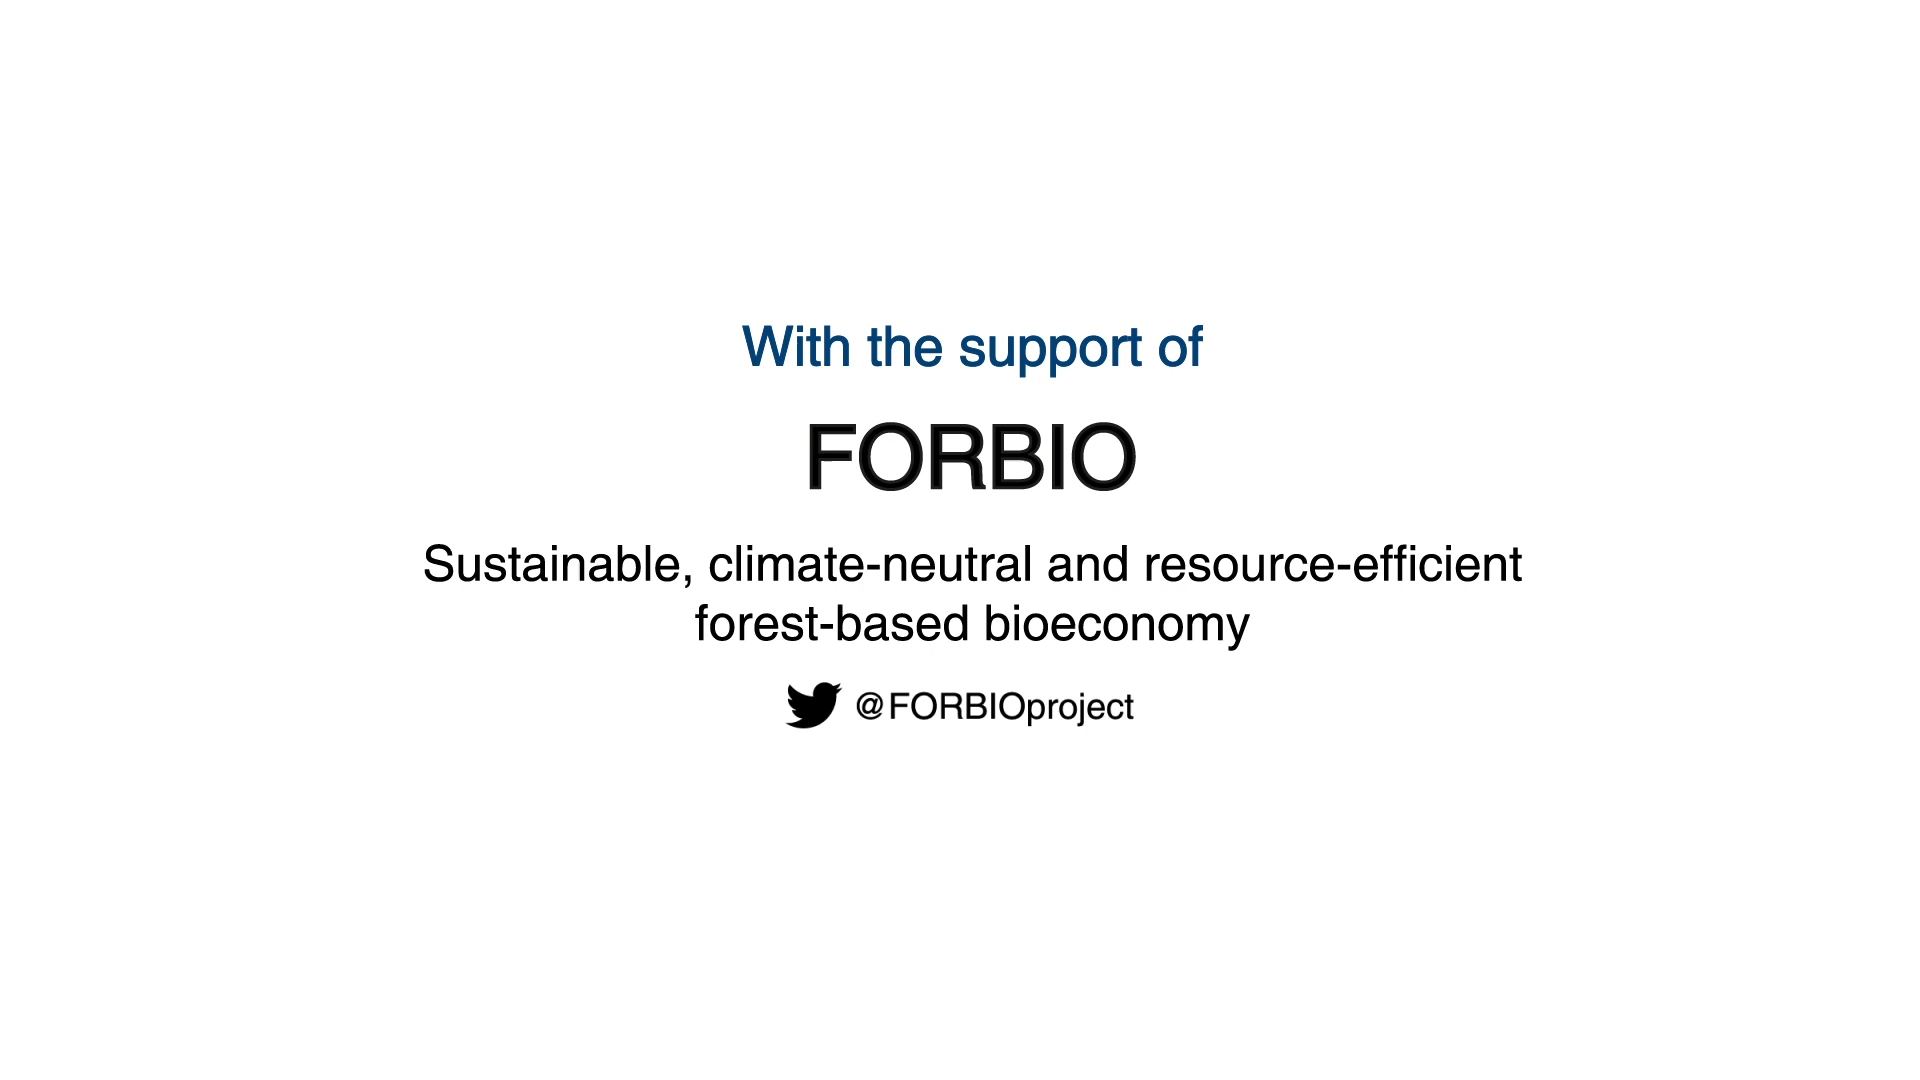 With the support of
FORBIO
Sustainable, climate-neutral and resource-efficient
forest-based bioeconomy
@FORBIOproject